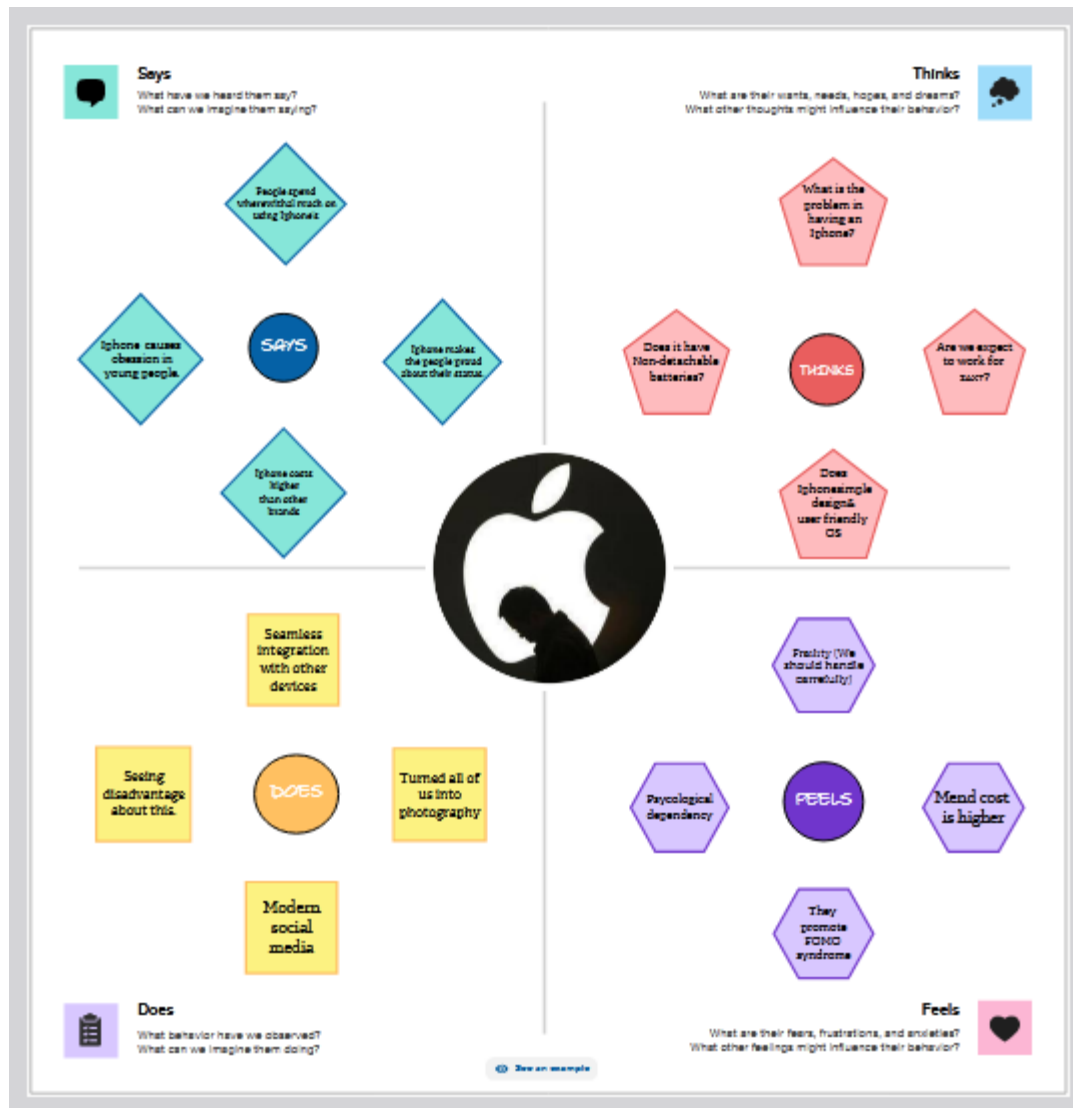 Says
What have we heard them say?
What can we imagine them saying?
Thinks
What are their wants, needs, hopes, and dreams?
What other thoughts might influence their behavior?
People spend
wherewithal much on
using Iphone's
Iphone causes
obession in
young people.
SAYS
Iphone makes
the people proud
about their status
Iphone costs
higher
than other
brands
What is the
problem in
having an
Iphone?
Does it have
Non-detachable
batteries?
THINKS
Are we expect
to work for
Does
Iphonesimple
design&
user friendly
OS
Seamless
integration
with other
devices
Seeing
disadvantage
about this.
DOES
Turned all of
us into
photography
Modern
social
media
(We
should handle
carrefully)
Psycological
dependency
FEELS
Mend cost
is higher
They
promote
FOMO
syndrome
Does
What behavior have we observed?
What can we imagine them doing?
Feels
What are their fears, frustrations, and anxieties?
What other feelings might influence their behavior?
See an example